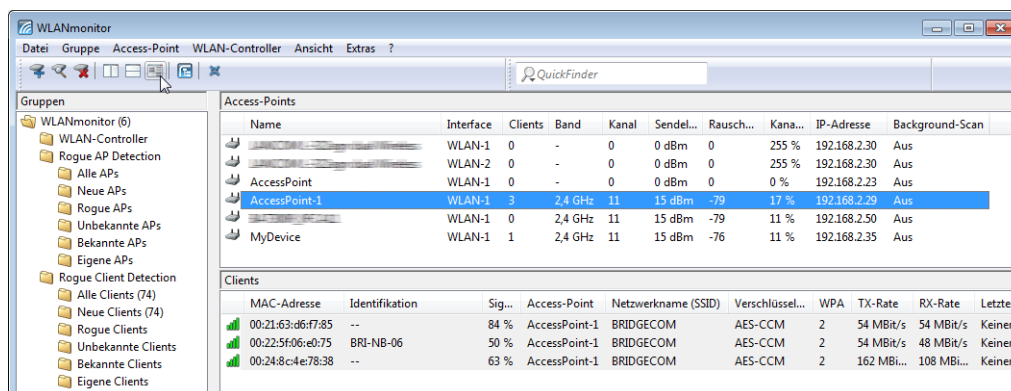 WLANmonitor
Datei Gruppe Access-Point WLAN-Controller Ansicht Extras ?
QuickFinder
Gruppen
WLANmonitor (6)
WLAN-Controller
Rogue AP Detection
Alle APs
Neue APs
Rogue APs
Unbekannte APs
Bekannte APs
Eigene APs
Rogue Client Detection
Alle Clients (74)
Neue Clients (74)
Rogue Clients
Unbekannte Clients
Bekannte Clients
Eigene Clients
Access-Points
Name Interface Clients Band Kanal Sendel... Rausch... Kana... IP-Adresse Background-Scan
WLAN-1 0 - 0 0 dBm 0 255 % 192.168.2.30 Aus
WLAN-2 0 - 0 0 dBm 0 255 % 192.168.2.30 Aus
AccessPoint WLAN-1 0 - 0 0 dBm 0 0 % 192.168.2.23 Aus
AccessPoint-1 WLAN-1 3 2,4 GHz 11 15 dBm -79 17 % 192.168.2.29 Aus
WLAN-1 0 2,4 GHz 11 15 dBm -79 11 % 192.168.2.50 Aus
MyDevice WLAN-1 1 2,4 GHz 11 15 dBm -76 11 % 192.168.2.35 Aus
Clients
MAC-Adresse Identifikation Sig... Access-Point Netzwerkname (SSID) Verschlüssel... WPA TX-Rate RX-Rate Letzte
00:21:63:d6:f7:85 -- 84 % AccessPoint-1 BRIDGECOM AES-CCM 2 54 MBit/s 54 MBit/s Keiner
00:22:5f:06:e0:75 BRI-NB-06 50 % AccessPoint-1 BRIDGECOM AES-CCM 2 54 MBit/s 48 MBit/s Keiner
00:24:8c:4e:78:38 -- 63 % AccessPoint-1 BRIDGECOM AES-CCM 2 162 MBi... 108 MBi... Keiner